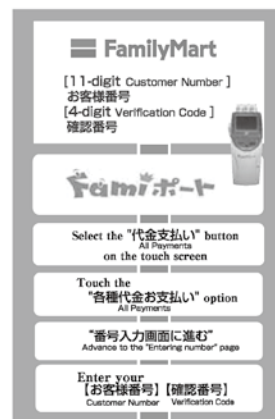 FamilyMart
[11-digit Customer Number]
お客様番号
[4-digit Verification Code]
確認番号
Famiポート
Select the "代金支払い" button
All Payments
on the touch screen
Touch the
"各種代金お支払い" option
All Payments
"番号入力画面に進む"
Advance to the "Entering number" page
Enter your
【お客様番号】【確認番号】
Customer Number Verification Code